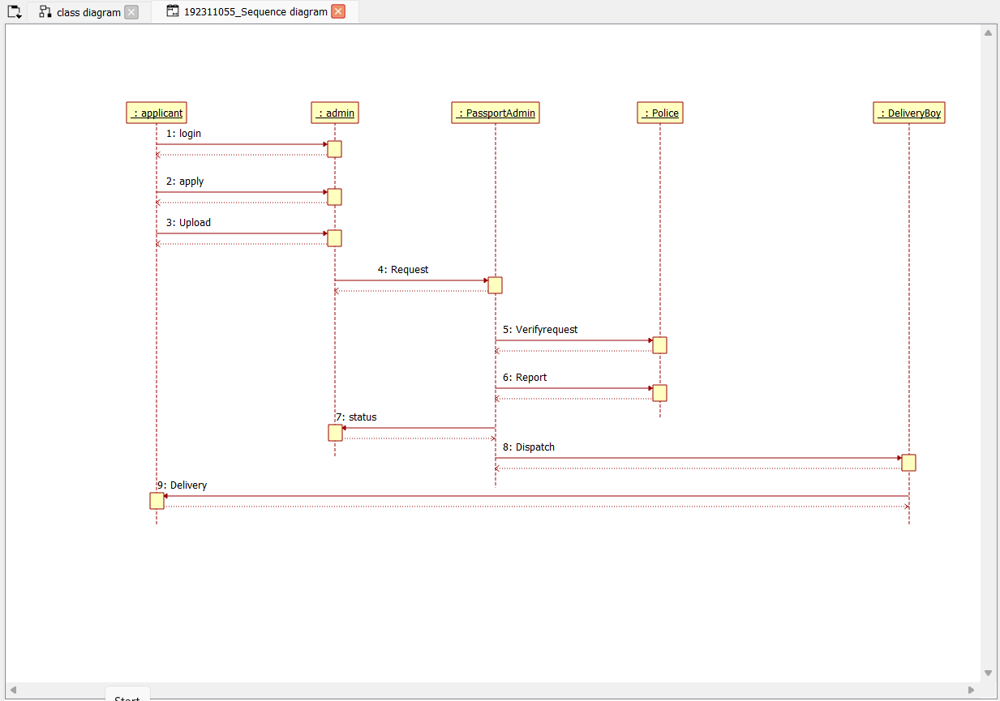 class diagram
192311055_Sequence diagram
: applicant
: admin
: PassportAdmin
: Police
: DeliveryBoy
1: login
2: apply
3: Upload
4: Request
5: Verifyrequest
6: Report
7: status
8: Dispatch
9: Delivery
Start